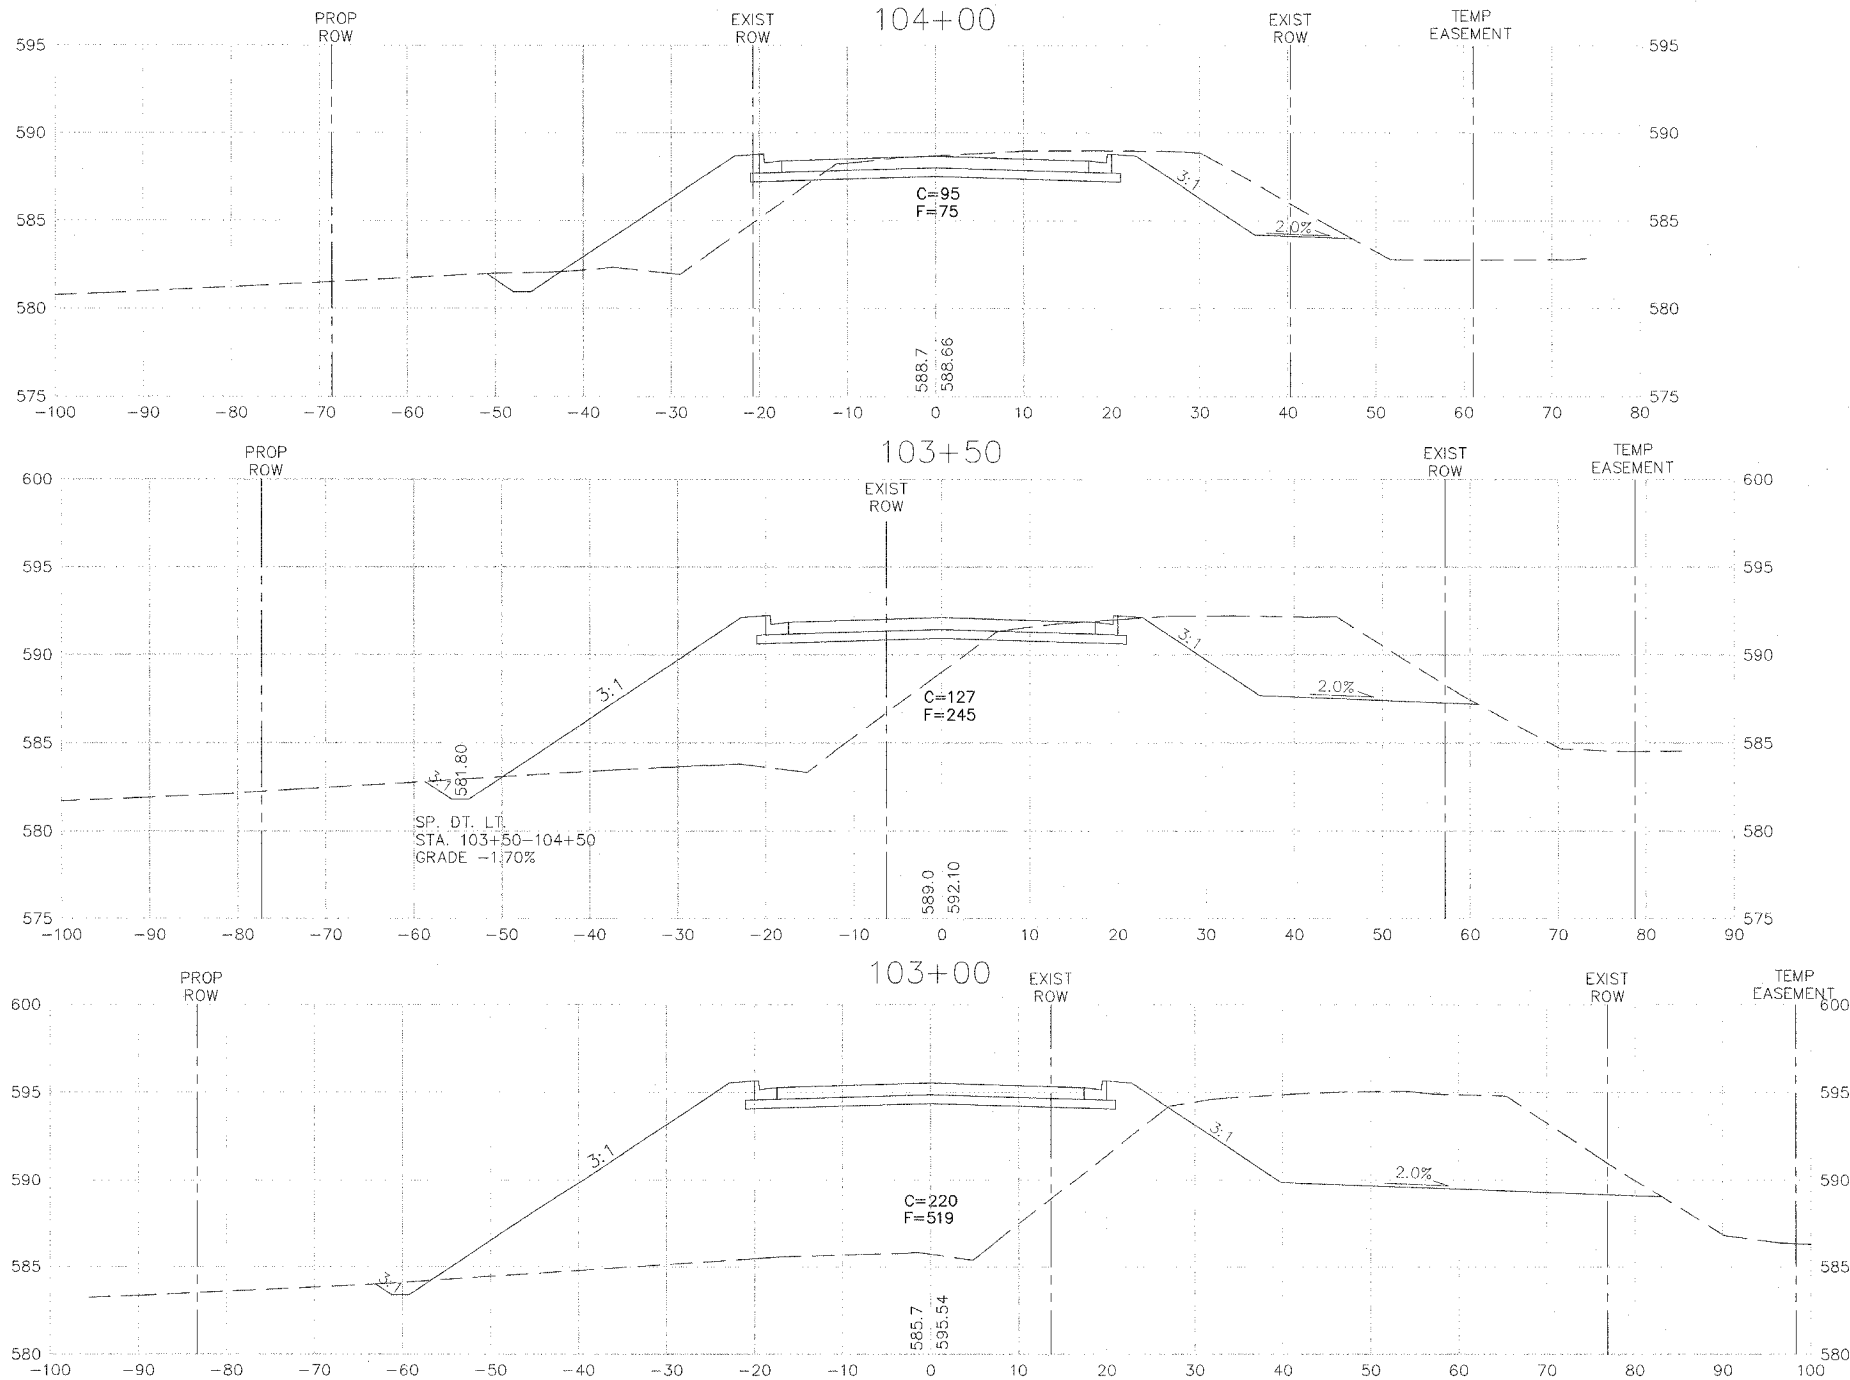 104+00
PROP
ROW
EXIST
ROW
EXIST
ROW
TEMP
EASEMENT
595
595
590
590
585
585
580
580
575
575
3:1
2.0%
C=95
F=75
588.7
588.66
-100 -90 -80 -70 -60 -50 -40 -30 -20 -10 0 10 20 30 40 50 60 70 80
103+50
PROP
ROW
EXIST
ROW
EXIST
ROW
TEMP
EASEMENT
600
600
595
595
590
590
585
585
580
580
575
575
3:1
3:1
2.0%
C=127
F=245
3:1
581.80
SP. DT. LT.
STA. 103+50-104+50
GRADE -1.70%
589.0
592.10
-100 -90 -80 -70 -60 -50 -40 -30 -20 -10 0 10 20 30 40 50 60 70 80 90
103+00
PROP
ROW
EXIST
ROW
EXIST
ROW
TEMP
EASEMENT
600
600
595
595
590
590
585
585
580
580
3:1
3:1
2.0%
C=220
F=519
3:1
585.7
595.54
-100 -90 -80 -70 -60 -50 -40 -30 -20 -10 0 10 20 30 40 50 60 70 80 90 100